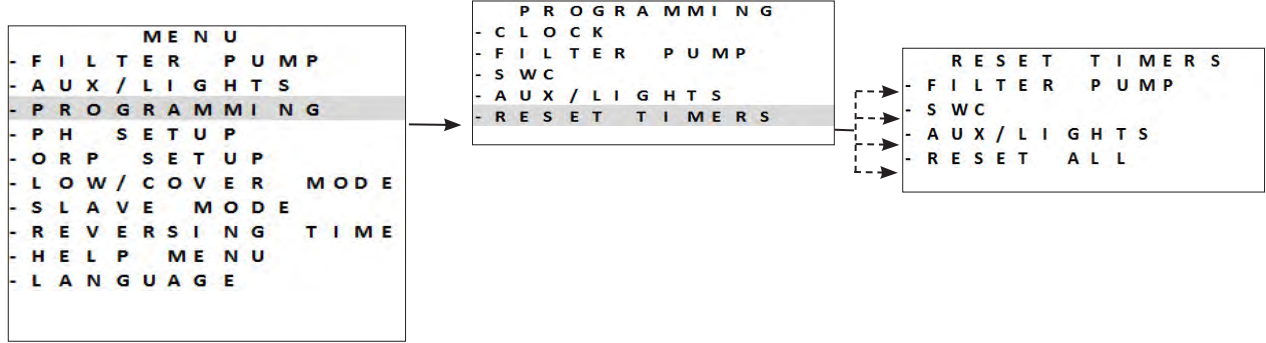 MENU
- FILTER PUMP
- AUX/LIGHTS
- PROGRAMMING
- PH SETUP
- ORP SETUP
- LOW/COVER MODE
- SLAVE MODE
- REVERSING TIME
- HELP MENU
- LANGUAGE
PROGRAMMING
- CLOCK
- FILTER PUMP
- SWC
- AUX/LIGHTS
- RESET TIMERS
RESET TIMERS
- FILTER PUMP
- SWC
- AUX/LIGHTS
- RESET ALL